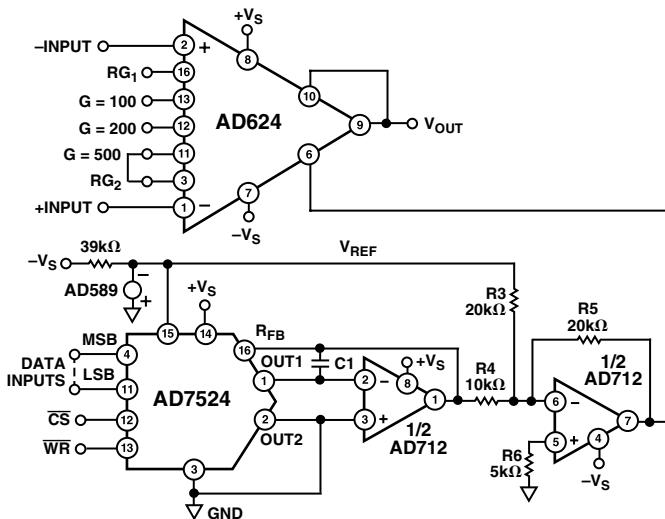 +VS
–INPUT
2
+
8
RG1
16
10
G = 100
13
AD624
G = 200
12
9
VOUT
G = 500
11
6
RG2
3
7
+INPUT
1
–
–VS
39kΩ
VREF
–VS
–
AD589
+
+VS
R3
20kΩ
R5
20kΩ
15
14
RFB
16
MSB
4
OUT1
C1
+VS
1/2
AD712
DATA
INPUTS
LSB
11
AD7524
1
2
–
8
1
R4
10kΩ
6
–
7
CS
12
2
3
+
OUT2
1/2
AD712
5
+
4
WR
13
R6
5kΩ
–VS
3
GND